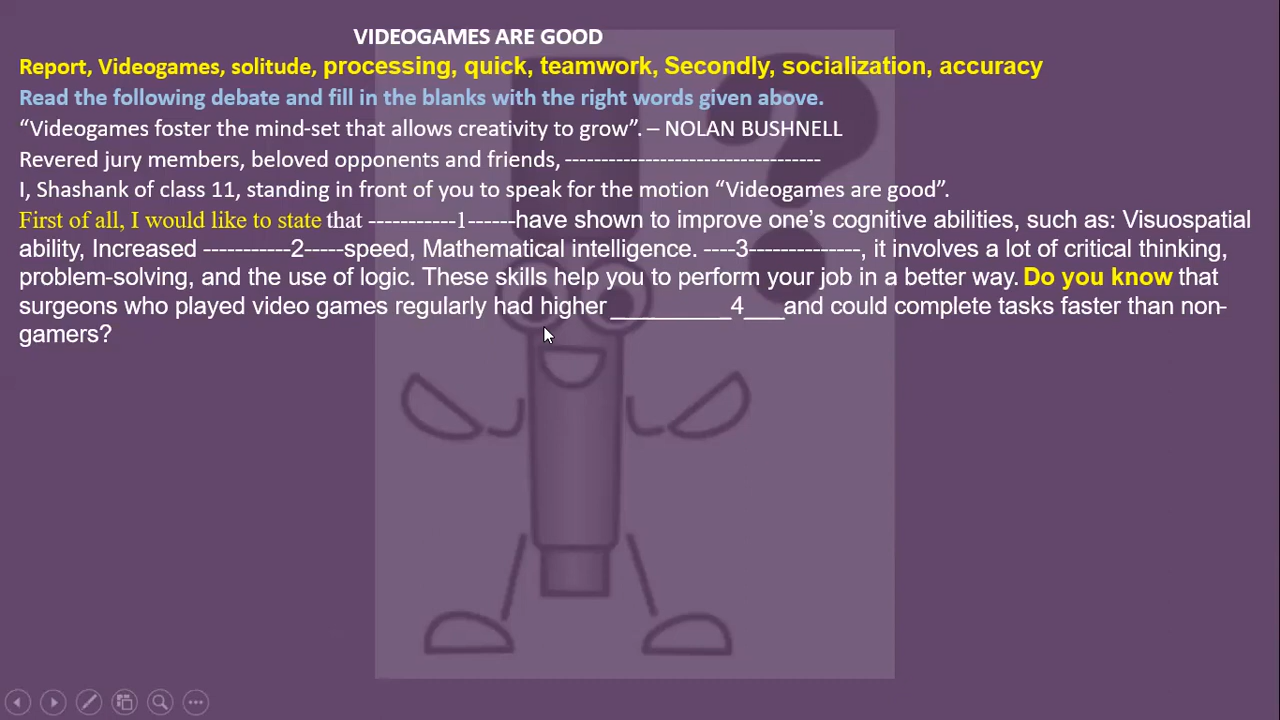 VIDEOGAMES ARE GOOD
Report, Videogames, solitude, processing, quick, teamwork, Secondly, socialization, accuracy
Read the following debate and fill in the blanks with the right words given above.
“Videogames foster the mind-set that allows creativity to grow”. – NOLAN BUSHNELL
Revered jury members, beloved opponents and friends, -----------------------------------
I, Shashank of class 11, standing in front of you to speak for the motion “Videogames are good”.
First of all, I would like to state that -----------1------have shown to improve one’s cognitive abilities, such as: Visuospatial
ability, Increased -----------2-----speed, Mathematical intelligence. ----3--------------, it involves a lot of critical thinking,
problem-solving, and the use of logic. These skills help you to perform your job in a better way. Do you know that
surgeons who played video games regularly had higher __________4___and could complete tasks faster than non-
gamers?